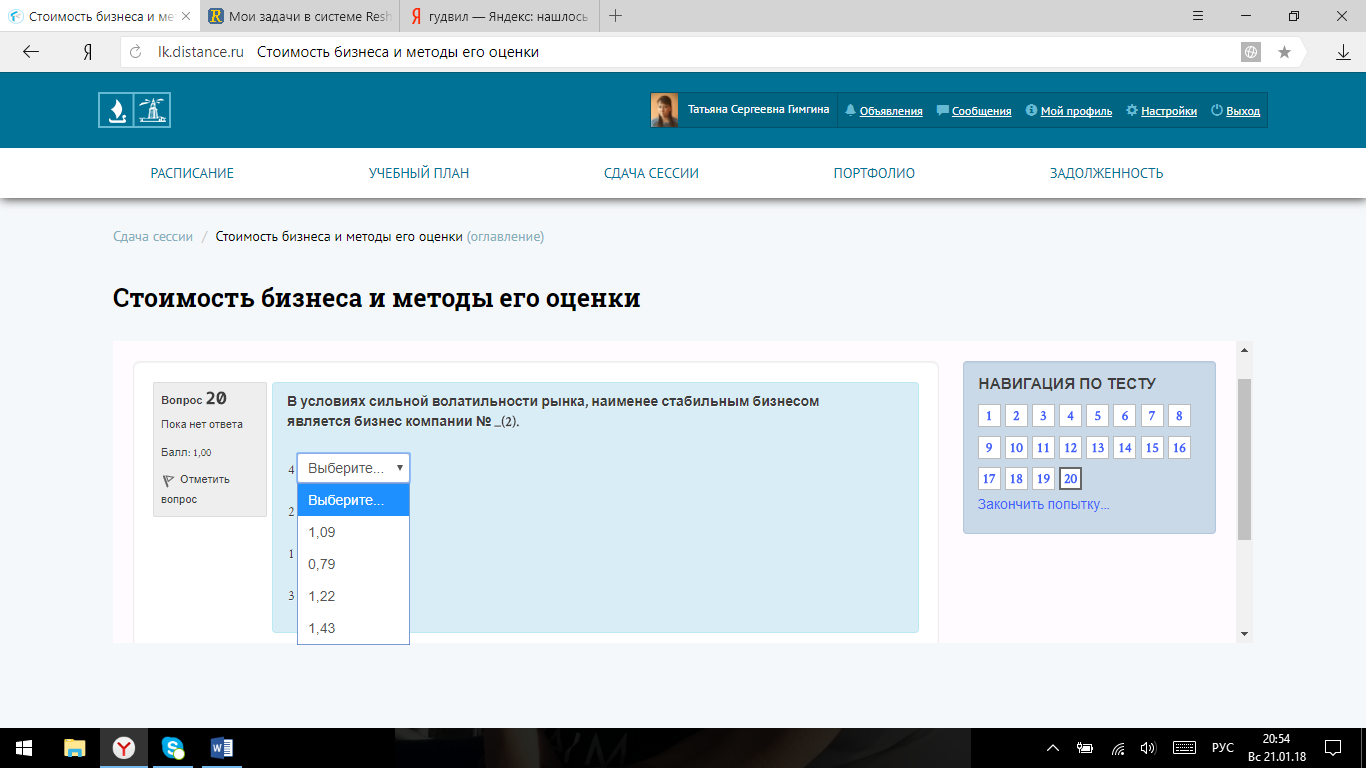 Стоимость бизнеса и ме
Мои задачи в системе Resh
гудвил — Яндекс: нашлось
Я lk.distance.ru Стоимость бизнеса и методы его оценки
Татьяна Сергеевна Гимгина Объявления Сообщения Мой профиль Настройки Выход
РАСПИСАНИЕ УЧЕБНЫЙ ПЛАН СДАЧА СЕССИИ ПОРТФОЛИО ЗАДОЛЖЕННОСТЬ
Сдача сессии / Стоимость бизнеса и методы его оценки (оглавление)
Стоимость бизнеса и методы его оценки
Вопрос 20
Пока нет ответа
Балл: 1,00
Отметить
вопрос
В условиях сильной волатильности рынка, наименее стабильным бизнесом
является бизнес компании № _(2).
4 Выберите...
Выберите...
2
1,09
1
0,79
3
1,22
1,43
НАВИГАЦИЯ ПО ТЕСТУ
1 2 3 4 5 6 7 8
9 10 11 12 13 14 15 16
17 18 19 20
Закончить попытку...
РУС
20:54
Вс 21.01.18